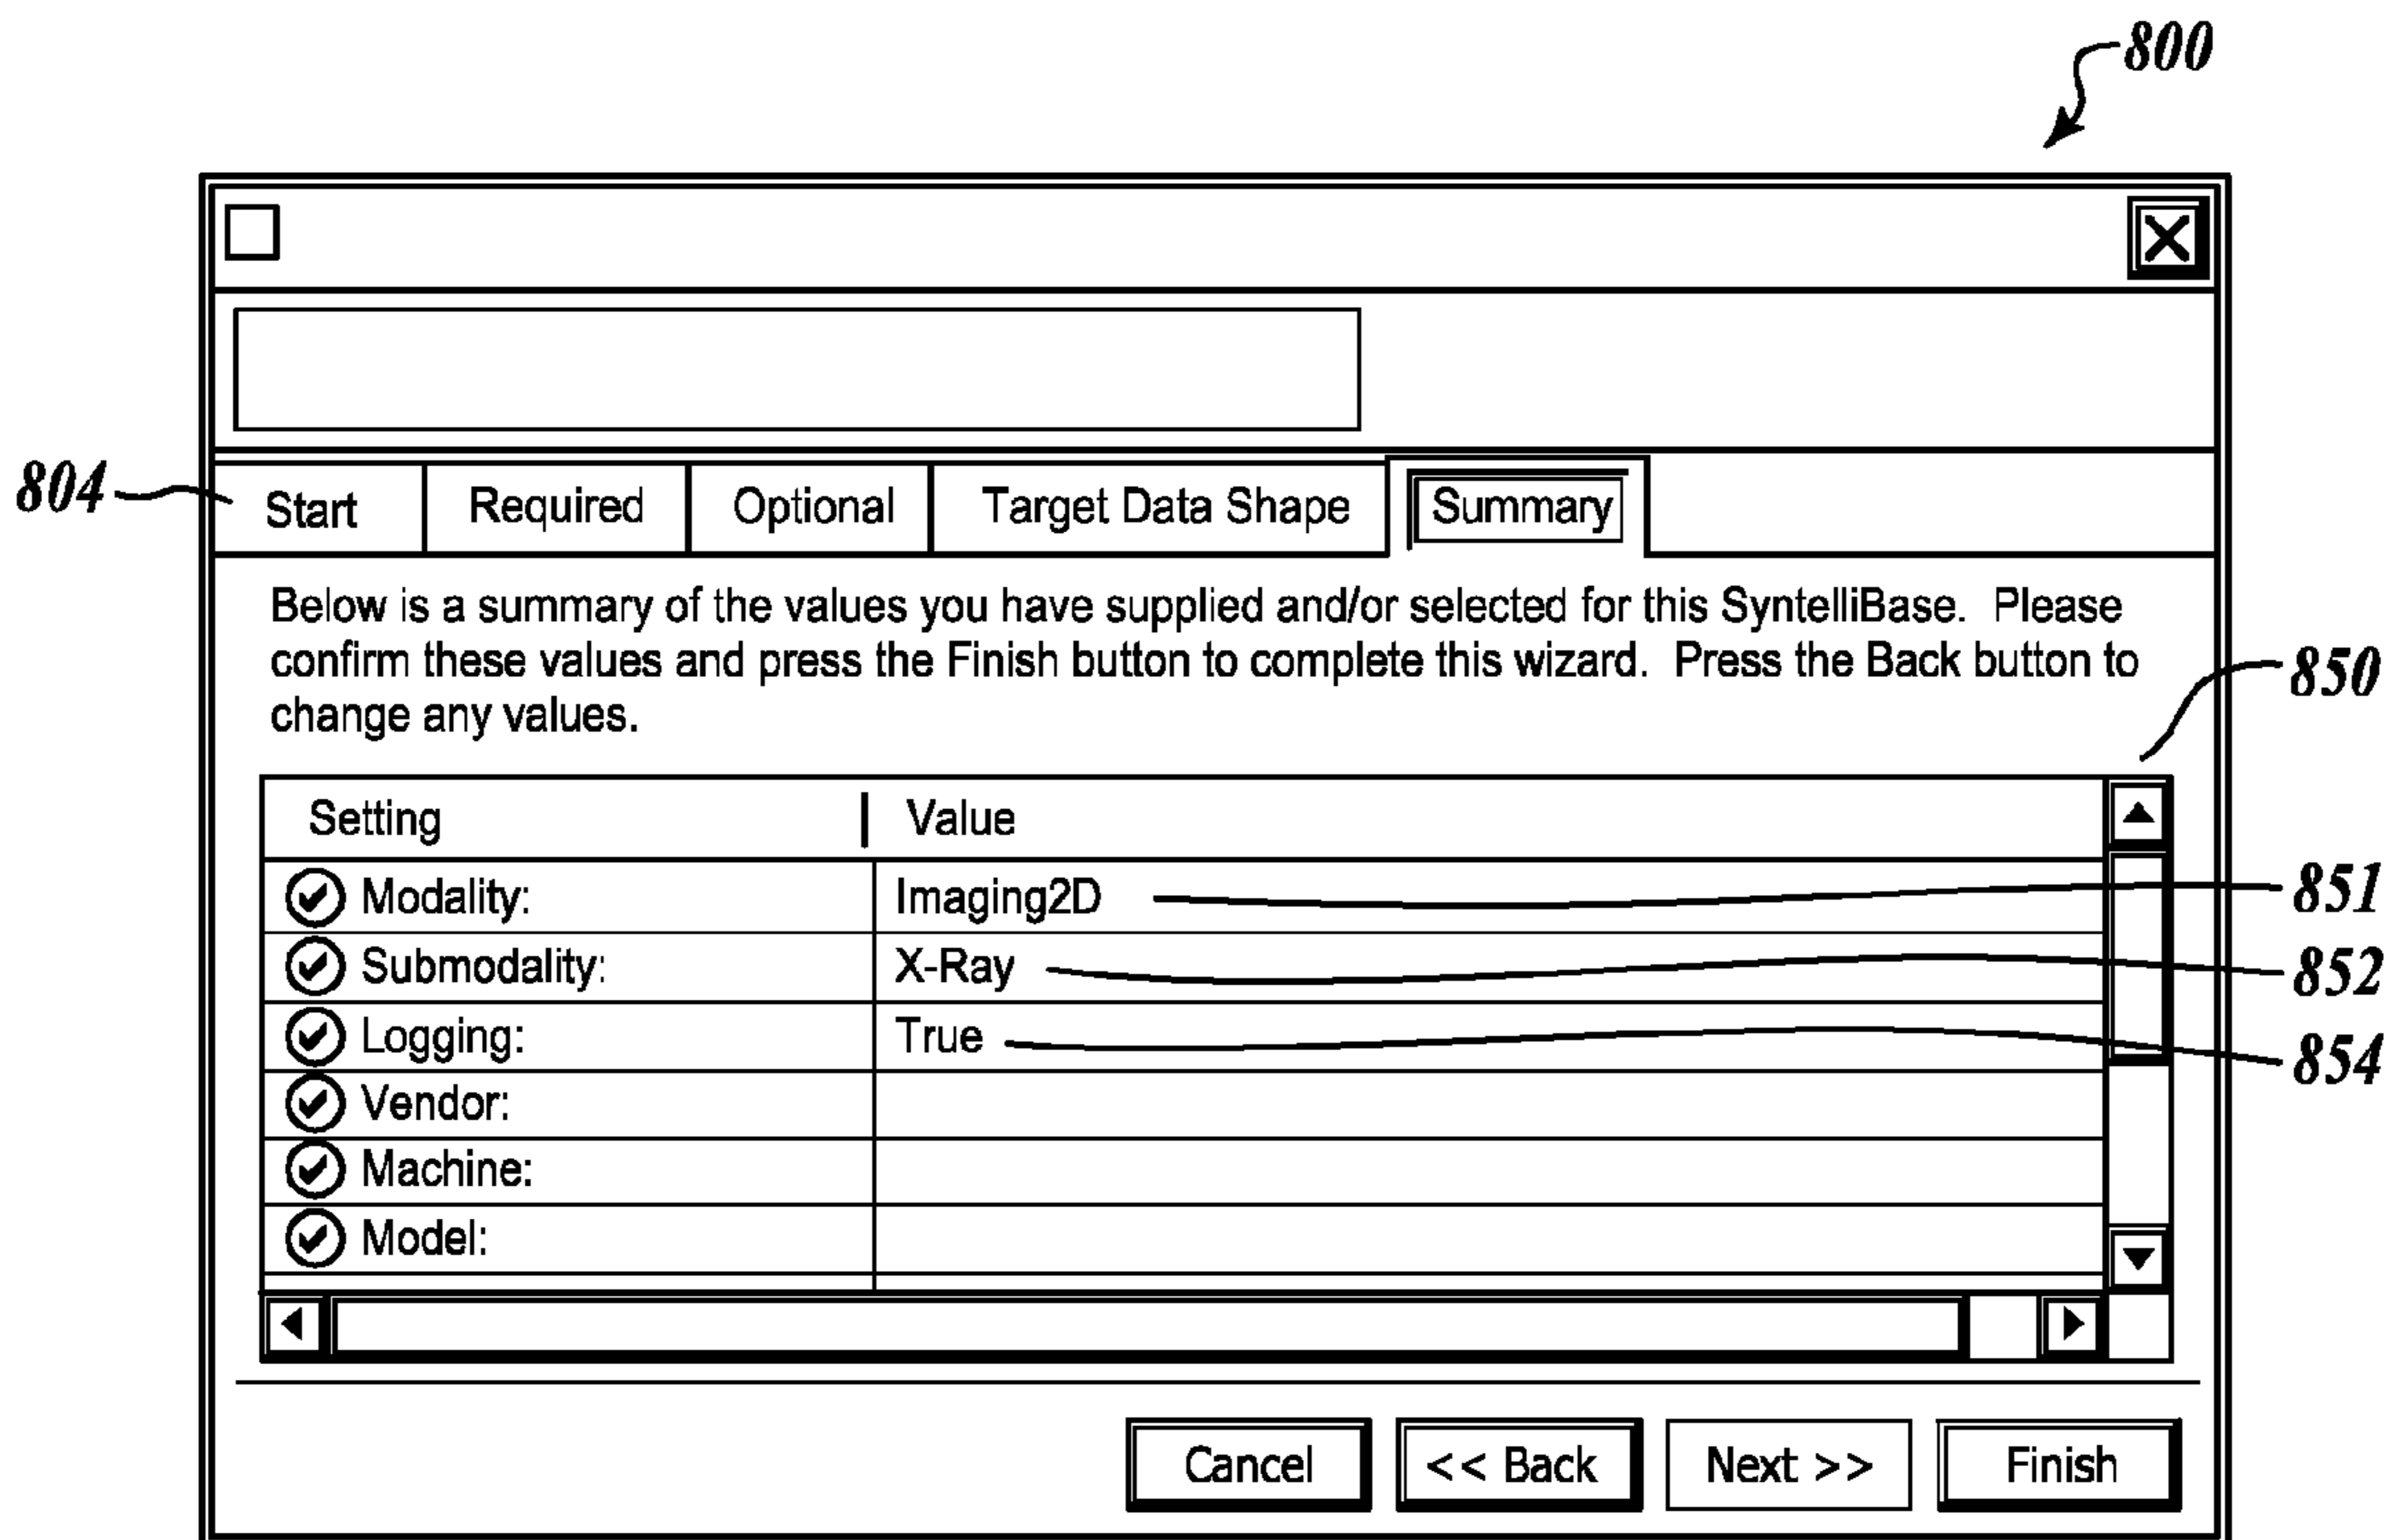 800
804
Start Required Optional Target Data Shape Summary
Below is a summary of the values you have supplied and/or selected for this SyntelliBase. Please
confirm these values and press the Finish button to complete this wizard. Press the Back button to
change any values.
850
Setting | Value
Modality: Imaging2D 851
Submodality: X-Ray 852
Logging: True 854
Vendor:
Machine:
Model:
Cancel << Back Next >> Finish